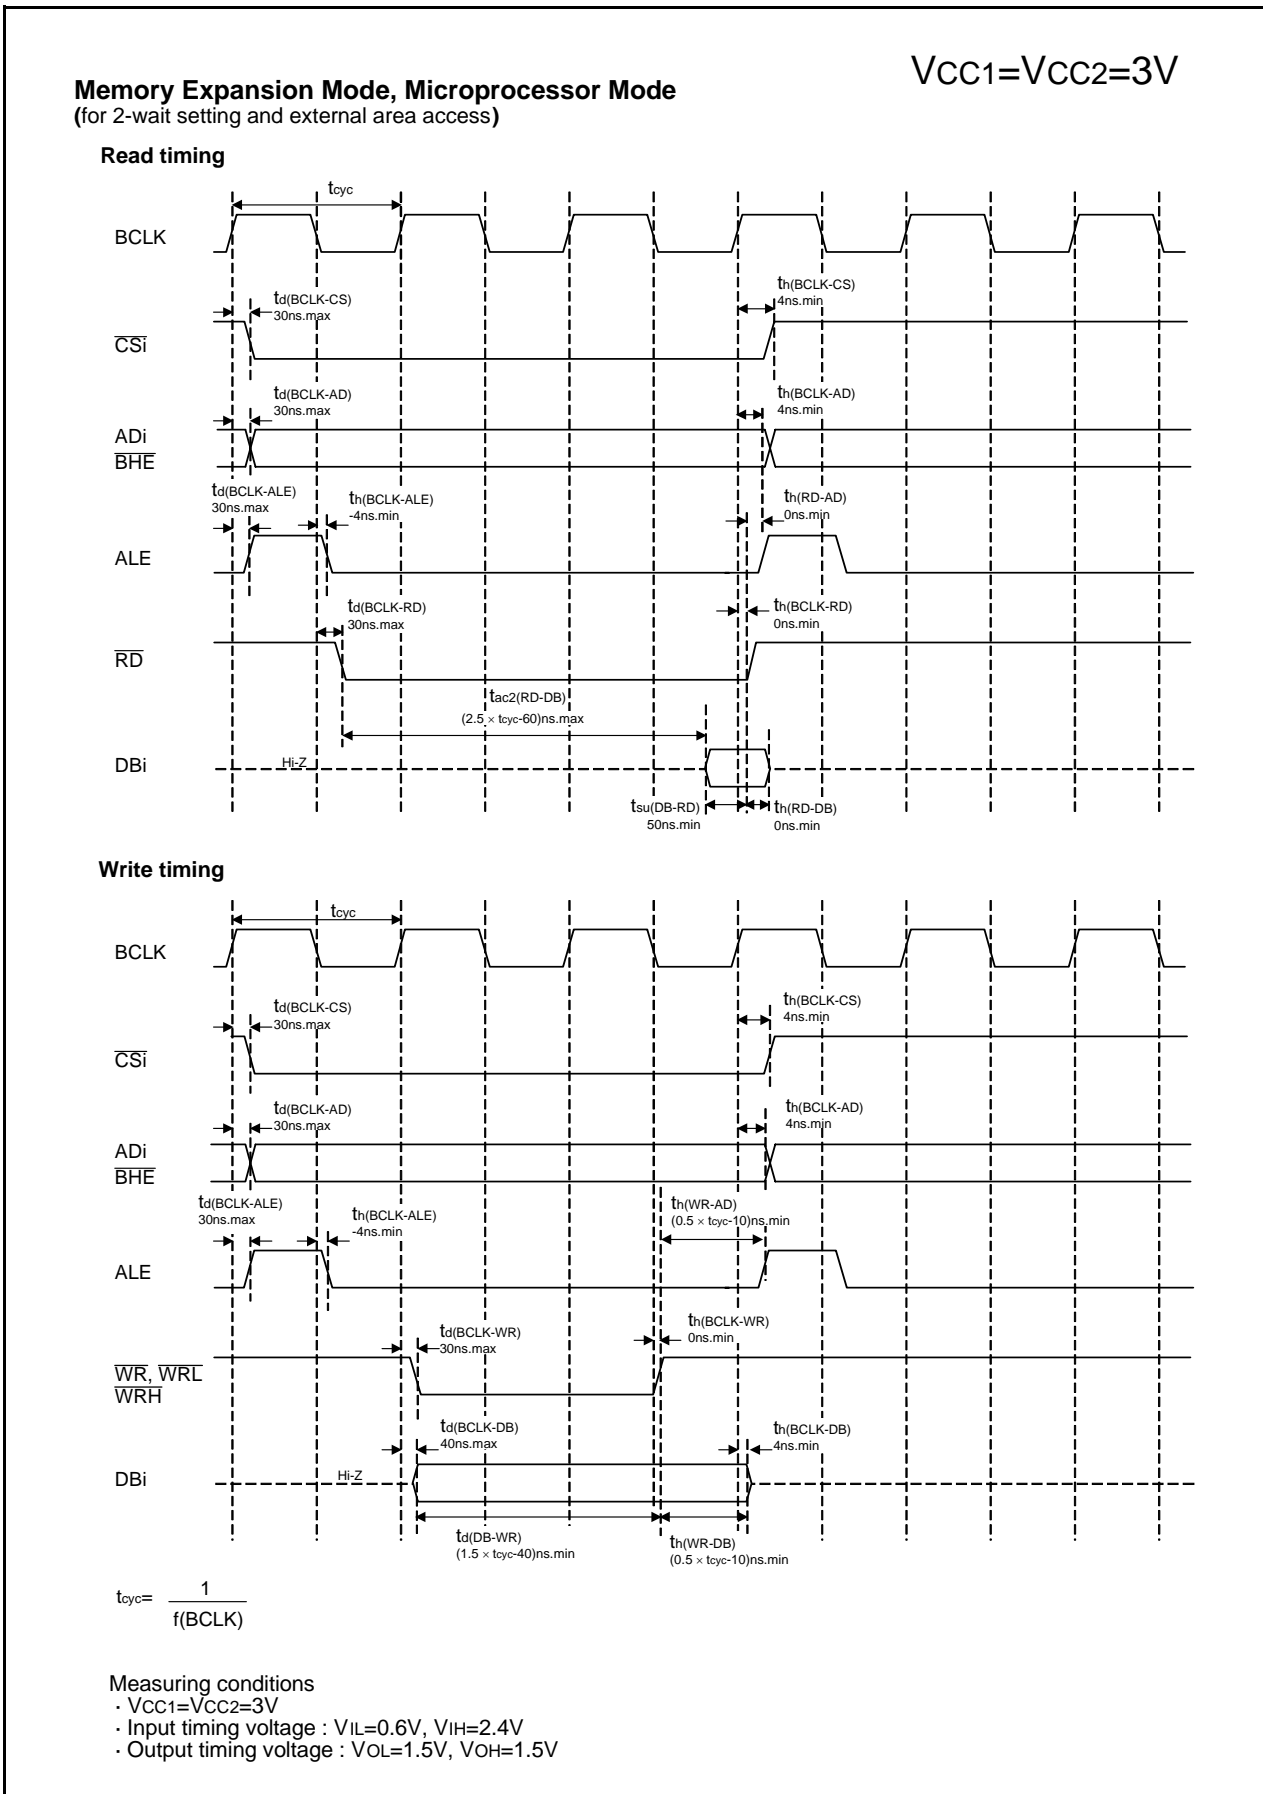 VCC1=VCC2=3V
Memory Expansion Mode, Microprocessor Mode
(for 2-wait setting and external area access)
Read timing
tcyc
BCLK
td(BCLK-CS)
30ns.max
th(BCLK-CS)
4ns.min
CSi
td(BCLK-AD)
30ns.max
th(BCLK-AD)
4ns.min
ADi
BHE
td(BCLK-ALE)
30ns.max
th(BCLK-ALE)
-4ns.min
th(RD-AD)
0ns.min
ALE
td(BCLK-RD)
30ns.max
th(BCLK-RD)
0ns.min
RD
tac2(RD-DB)
(2.5 × tcyc-60)ns.max
DBi
Hi-Z
tsu(DB-RD)
50ns.min
th(RD-DB)
0ns.min
Write timing
tcyc
BCLK
td(BCLK-CS)
30ns.max
th(BCLK-CS)
4ns.min
CSi
td(BCLK-AD)
30ns.max
th(BCLK-AD)
4ns.min
ADi
BHE
td(BCLK-ALE)
30ns.max
th(BCLK-ALE)
-4ns.min
th(WR-AD)
(0.5 × tcyc-10)ns.min
ALE
td(BCLK-WR)
30ns.max
th(BCLK-WR)
0ns.min
WR, WRL
WRH
td(BCLK-DB)
40ns.max
th(BCLK-DB)
4ns.min
DBi
Hi-Z
td(DB-WR)
(1.5 × tcyc-40)ns.min
th(WR-DB)
(0.5 × tcyc-10)ns.min
tcyc= 1
f(BCLK)
Measuring conditions
· VCC1=VCC2=3V
· Input timing voltage : VIL=0.6V, VIH=2.4V
· Output timing voltage : VOL=1.5V, VOH=1.5V